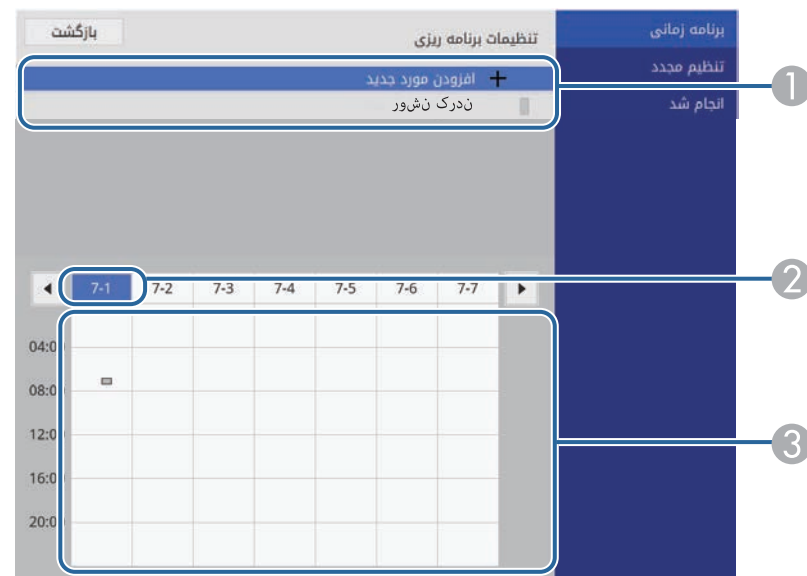 برنامه زمانی
تنظیم مجدد
انجام شد
تنظیمات برنامه ریزی
بازگشت
+ افزودن مورد جدید
ندرک نشور
1
◀ 7-1 7-2 7-3 7-4 7-5 7-6 7-7 ▶
2
04:0
08:0
12:0
16:0
20:0
3